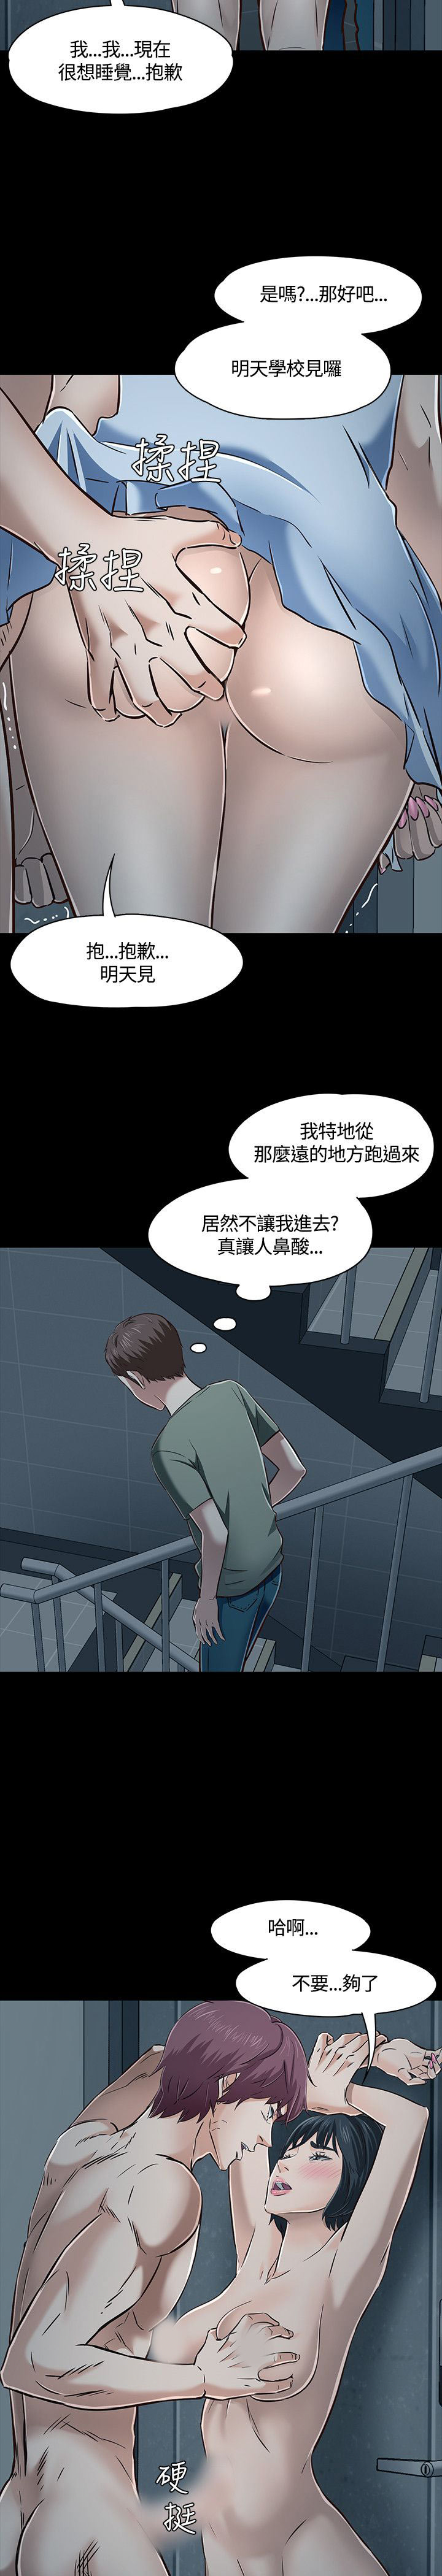 我...我...現在
很想睡覺...抱歉
是嗎?...那好吧...
明天學校見囉
揉捏
揉捏
抱...抱歉...
明天見
我特地從
那麼遠的地方跑過來
居然不讓我進去?
真讓人鼻酸...
哈啊...
不要...夠了
硬
挺